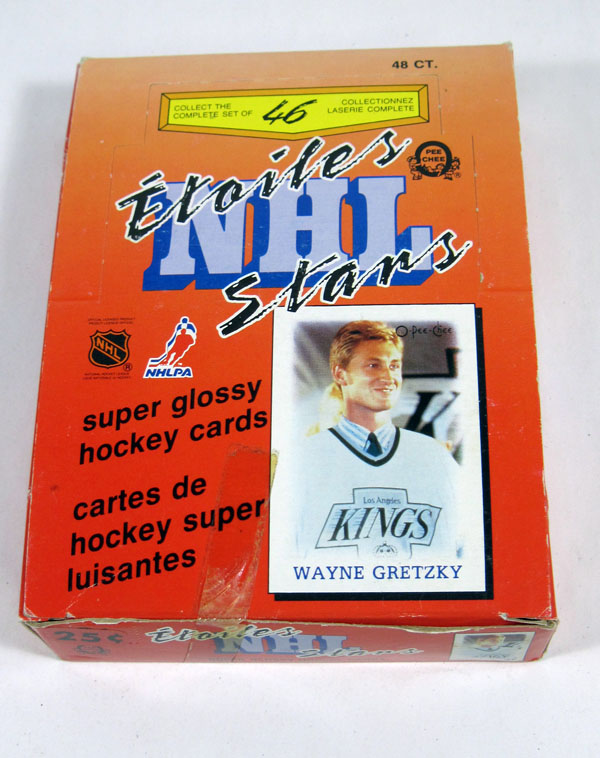 48 CT.
COLLECT THE
COMPLETE SET OF
46
COLLECTIONNEZ
LASERIE COMPLETE
Étoiles
PEE
CHEE
NHL
Stars
NHL
NHLPA
super glossy
hockey cards
cartes de
hockey super
luisantes
O-pee-chee
Los Angeles
KINGS
WAYNE GRETZKY
25¢
Étoiles
NHL
Stars